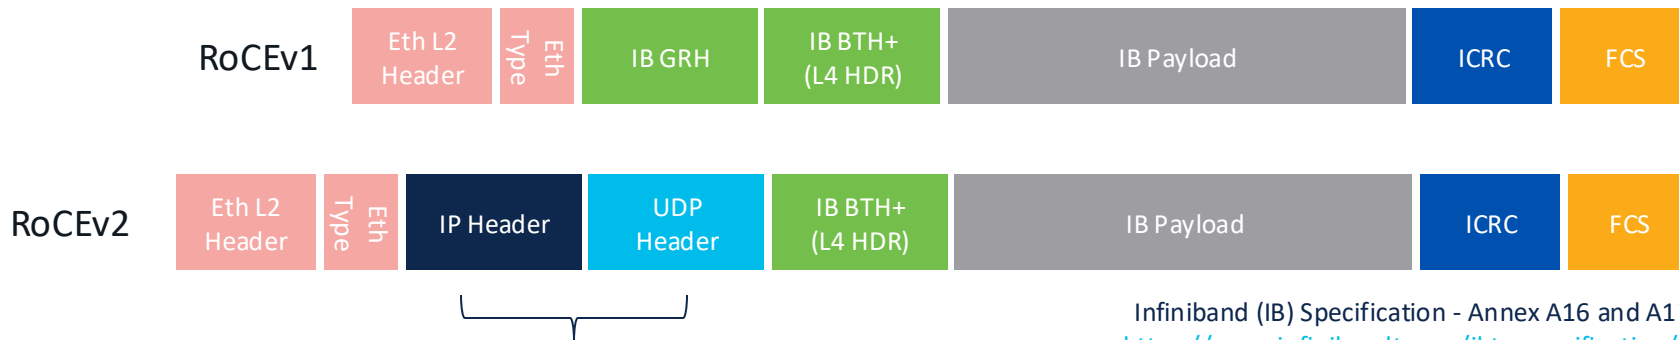 RoCEv1
Eth L2
Header
Eth
Type
IB GRH
IB BTH+
(L4 HDR)
IB Payload
ICRC
FCS
RoCEv2
Eth L2
Header
Eth
Type
IP Header
UDP
Header
IB BTH+
(L4 HDR)
IB Payload
ICRC
FCS
Infiniband (IB) Specification - Annex A16 and A1